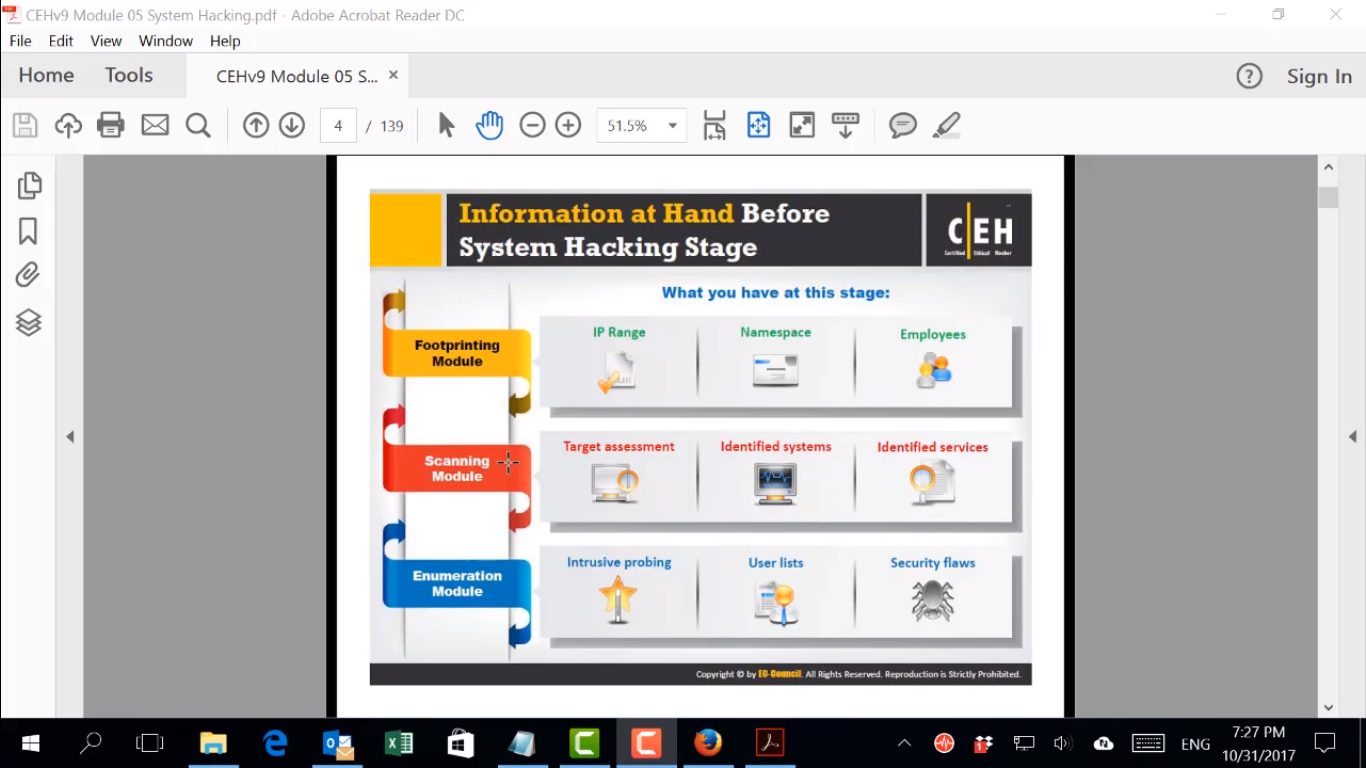 CEHv9 Module 05 System Hacking.pdf - Adobe Acrobat Reader DC
File Edit View Window Help
Home Tools CEHv9 Module 05 S... × Sign In
4 / 139 51.5%
Information at Hand Before
System Hacking Stage
C|EH
Certified Ethical Hacker
What you have at this stage:
Footprinting
Module
IP Range Namespace Employees
Scanning
Module
Target assessment Identified systems Identified services
Enumeration
Module
Intrusive probing User lists Security flaws
Copyright © by EC-Council. All Rights Reserved. Reproduction is Strictly Prohibited.
ENG
7:27 PM
10/31/2017